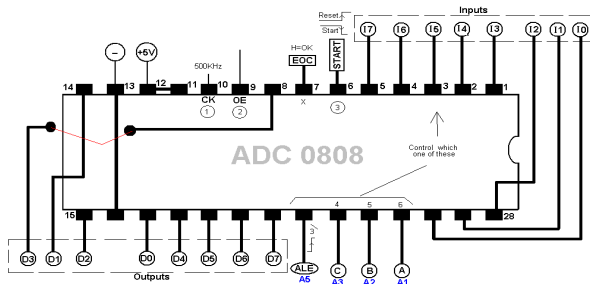 Inputs
Reset
Start
I7 I6 I5 I4 I3 I2 I1 I0
− +5V
500KHz
H=OK
EOC
START
14 13 12 11 10 9 8 7 6 5 4 3 2 1
CK OE X
1 2 3
ADC 0808
Control which
one of these
3 4 5 6
15 28
D3 D1 D2 D0 D4 D5 D6 D7 ALE C B A
A5 A3 A2 A1
Outputs